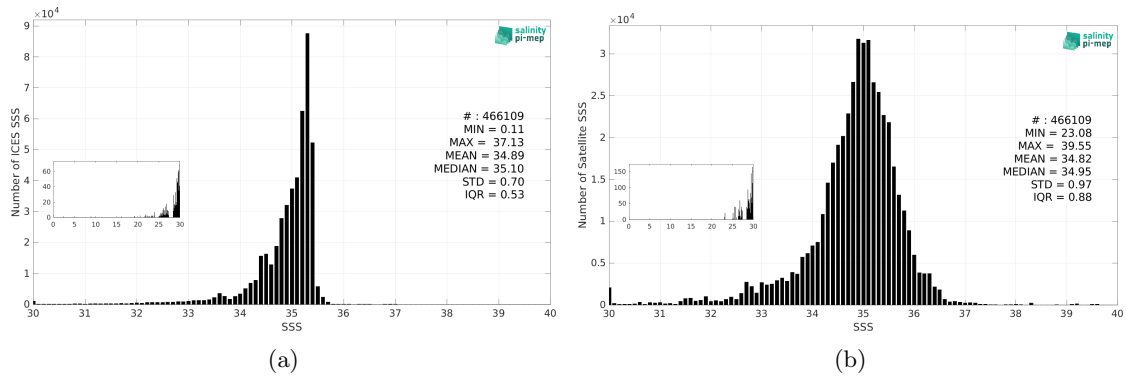 ×10⁴
9
8
7
6
5
4
3
2
1
0
Number of ICES SSS
salinity
pi-mep
# : 466109
MIN = 0.11
MAX = 37.13
MEAN = 34.89
MEDIAN = 35.10
STD = 0.70
IQR = 0.53
60
40
20
0
0 5 10 15 20 25 30
30 31 32 33 34 35 36 37 38 39 40
SSS
(a)
×10⁴
3
2.5
2
1.5
1
0.5
0
Number of Satellite SSS
salinity
pi-mep
# : 466109
MIN = 23.08
MAX = 39.55
MEAN = 34.82
MEDIAN = 34.95
STD = 0.97
IQR = 0.88
150
100
50
0
0 5 10 15 20 25 30
30 31 32 33 34 35 36 37 38 39 40
SSS
(b)